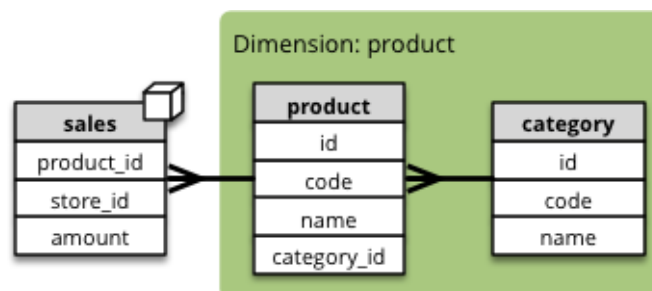 Dimension: product
sales
product_id
store_id
amount
product
id
code
name
category_id
category
id
code
name